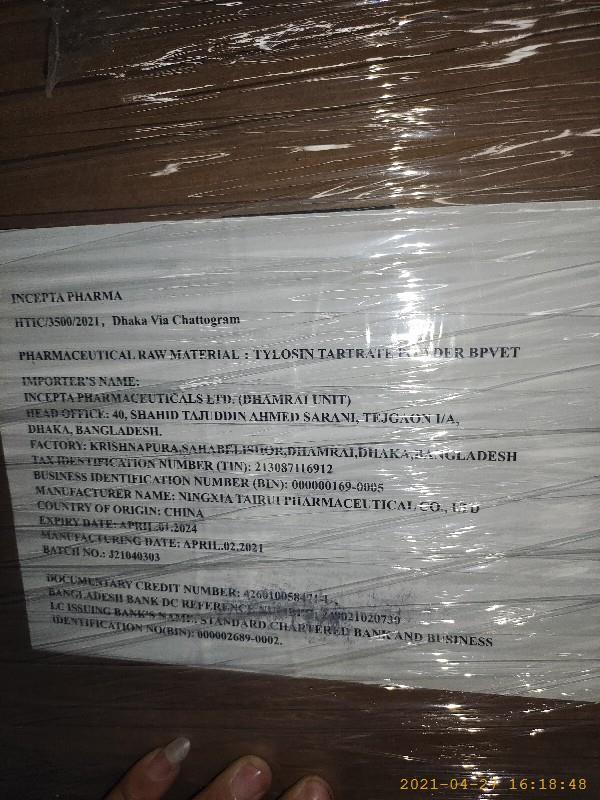 INCEPTA PHARMA
HTIC/3500/2021, Dhaka Via Chattogram
PHARMACEUTICAL RAW MATERIAL : TYLOSIN TARTRATE POWDER BPVET
IMPORTER'S NAME:
INCEPTA PHARMACEUTICALS LTD. (DHAMRAI UNIT)
HEAD OFFICE: 40, SHAHID TAJUDDIN AHMED SARANI, TEJGAON I/A,
DHAKA, BANGLADESH.
FACTORY: KRISHNAPURA,SAHABELISHOR,DHAMRAI,DHAKA,BANGLADESH
TAX IDENTIFICATION NUMBER (TIN): 213087116912
BUSINESS IDENTIFICATION NUMBER (BIN): 000000169-0005
MANUFACTURER NAME: NINGXIA TAIRUI PHARMACEUTICAL CO., LTD
COUNTRY OF ORIGIN: CHINA
EXPIRY DATE: APRIL.01.2024
MANUFACTURING DATE: APRIL.02.2021
BATCH NO.: J21040303
DOCUMENTARY CREDIT NUMBER:
BANGLADESH BANK DC REFERENCE NUMBER:
LC ISSUING BANK'S NAME: STANDARD CHARTERED BANK AND BUSINESS
IDENTIFICATION NO(BIN): 000002689-0002.
2021-04-27 16:18:48